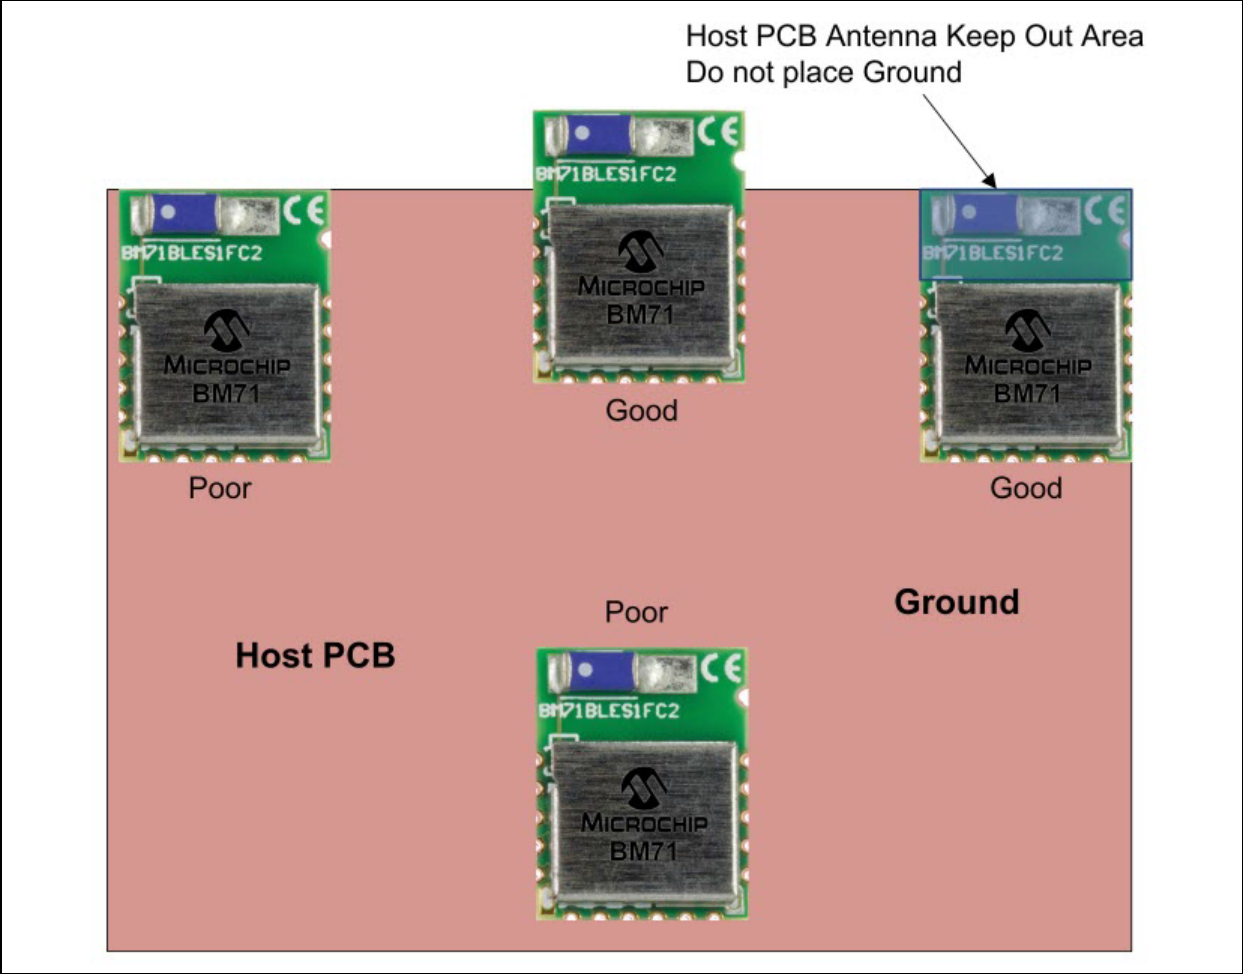 Host PCB Antenna Keep Out Area
Do not place Ground
CE
BM71BLES1FC2
MICROCHIP
BM71
Good
CE
BM71BLES1FC2
MICROCHIP
BM71
Poor
CE
BM71BLES1FC2
MICROCHIP
BM71
Good
Ground
Host PCB
Poor
CE
BM71BLES1FC2
MICROCHIP
BM71